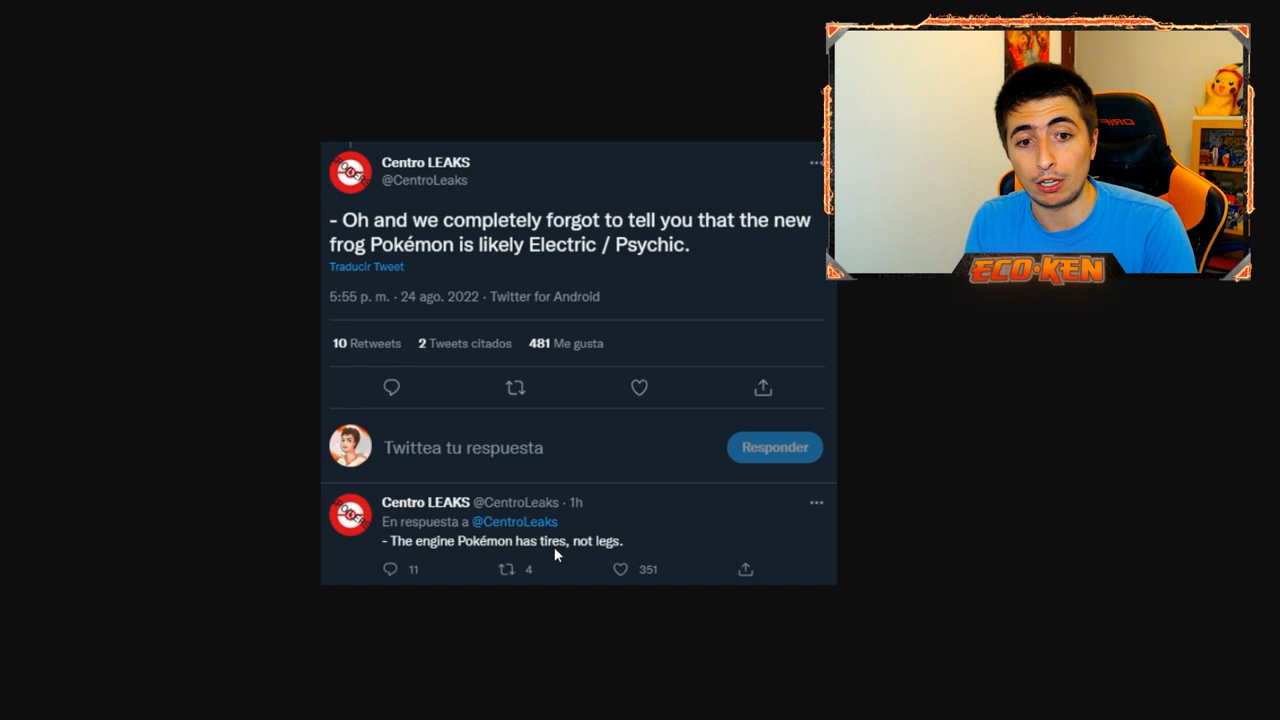 Centro LEAKS
@CentroLeaks
- Oh and we completely forgot to tell you that the new
frog Pokémon is likely Electric / Psychic.
Traducir Tweet
5:55 p. m. · 24 ago. 2022 · Twitter for Android
10 Retweets 2 Tweets citados 481 Me gusta
Twittea tu respuesta
Responder
Centro LEAKS @CentroLeaks · 1h
En respuesta a @CentroLeaks
- The engine Pokémon has tires, not legs.
11 4 351
ECO·KEN